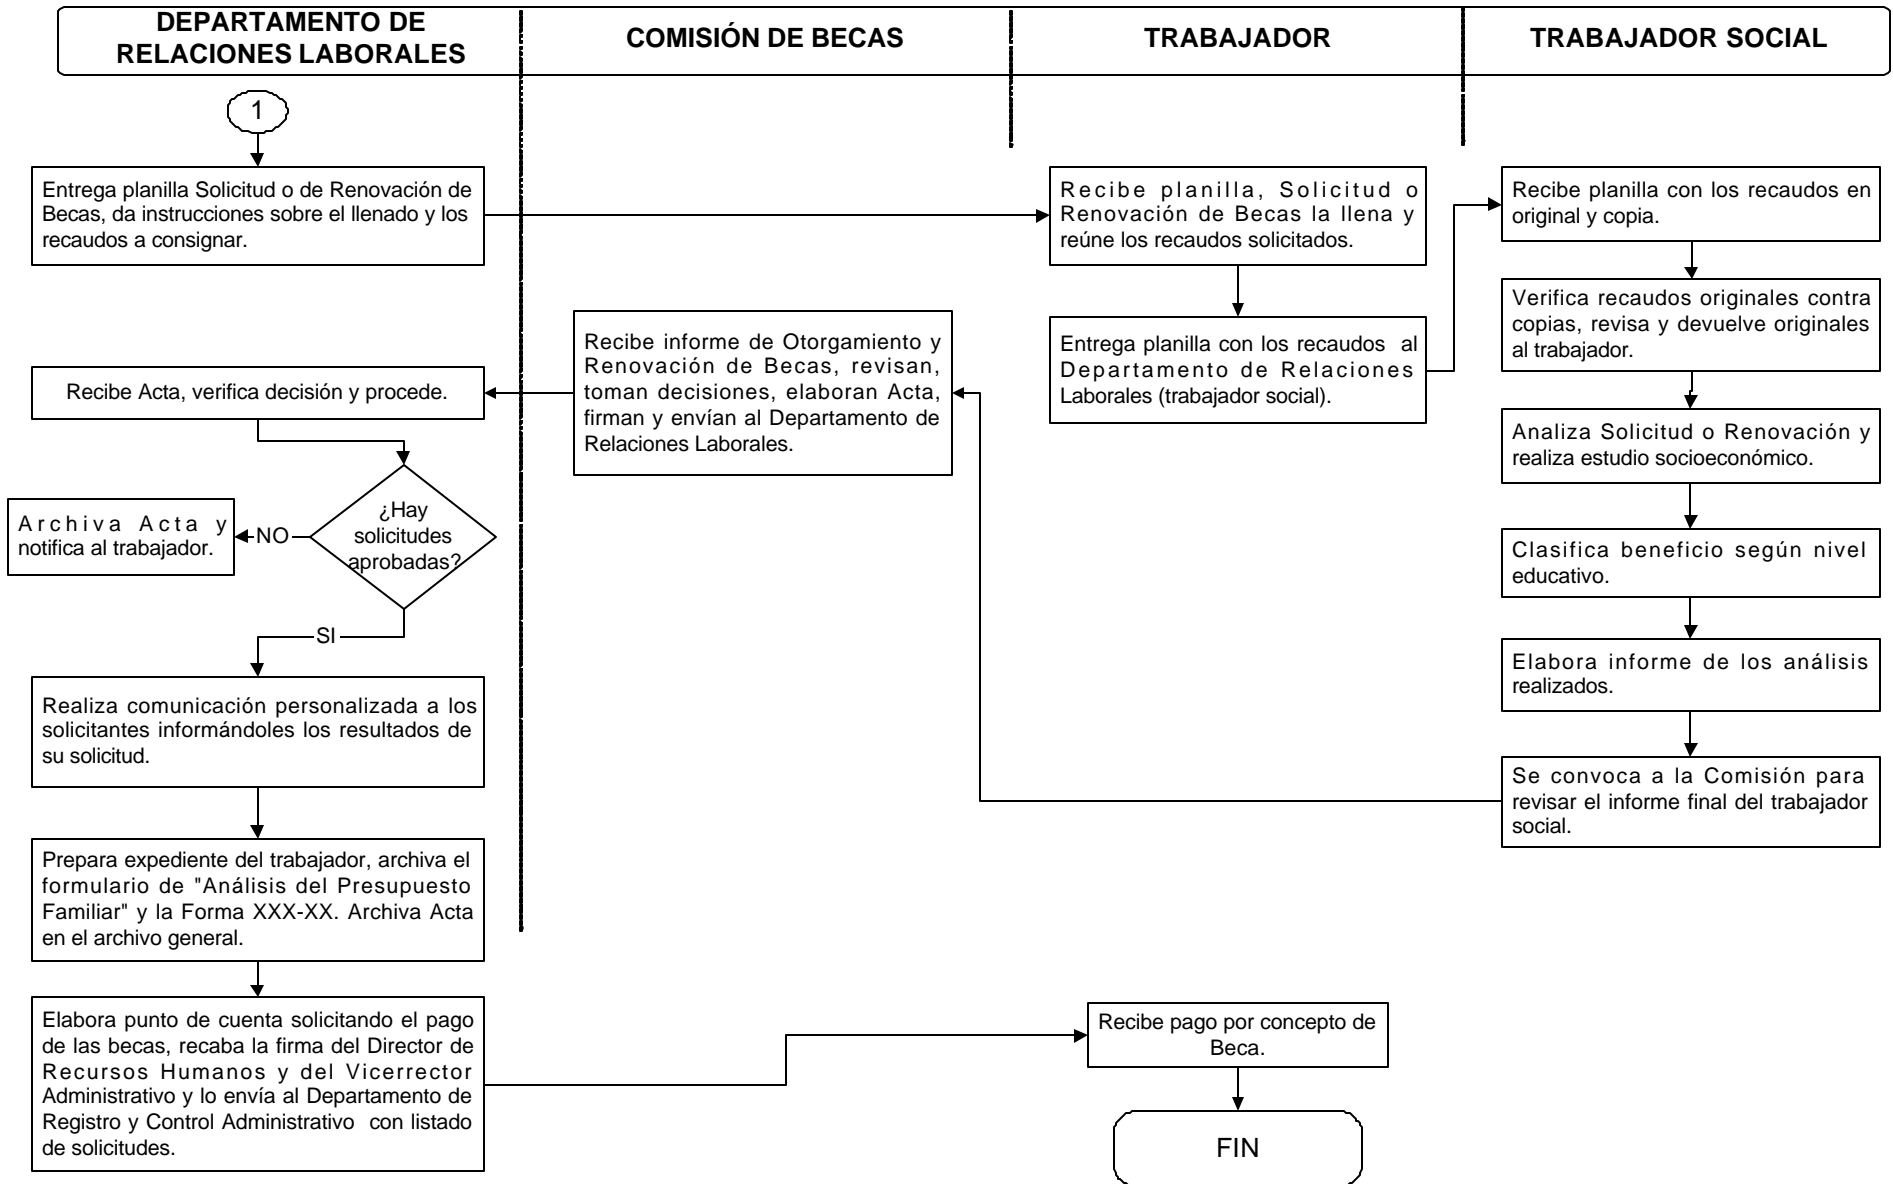 DEPARTAMENTO DE
RELACIONES LABORALES
COMISIÓN DE BECAS
TRABAJADOR
TRABAJADOR SOCIAL
1
Entrega planilla Solicitud o de Renovación de
Becas, da instrucciones sobre el llenado y los
recaudos a consignar.
Recibe planilla, Solicitud o
Renovación de Becas la llena y
reúne los recaudos solicitados.
Entrega planilla con los recaudos al
Departamento de Relaciones
Laborales (trabajador social).
Recibe planilla con los recaudos en
original y copia.
Verifica recaudos originales contra
copias, revisa y devuelve originales
al trabajador.
Analiza Solicitud o Renovación y
realiza estudio socioeconómico.
Clasifica beneficio según nivel
educativo.
Elabora informe de los análisis
realizados.
Se convoca a la Comisión para
revisar el informe final del trabajador
social.
Recibe informe de Otorgamiento y
Renovación de Becas, revisan,
toman decisiones, elaboran Acta,
firman y envían al Departamento de
Relaciones Laborales.
Recibe Acta, verifica decisión y procede.
¿Hay
solicitudes
aprobadas?
NO
Archiva Acta y
notifica al trabajador.
SI
Realiza comunicación personalizada a los
solicitantes informándoles los resultados de
su solicitud.
Prepara expediente del trabajador, archiva el
formulario de "Análisis del Presupuesto
Familiar" y la Forma XXX-XX. Archiva Acta
en el archivo general.
Elabora punto de cuenta solicitando el pago
de las becas, recaba la firma del Director de
Recursos Humanos y del Vicerrector
Administrativo y lo envía al Departamento de
Registro y Control Administrativo con listado
de solicitudes.
Recibe pago por concepto de
Beca.
FIN